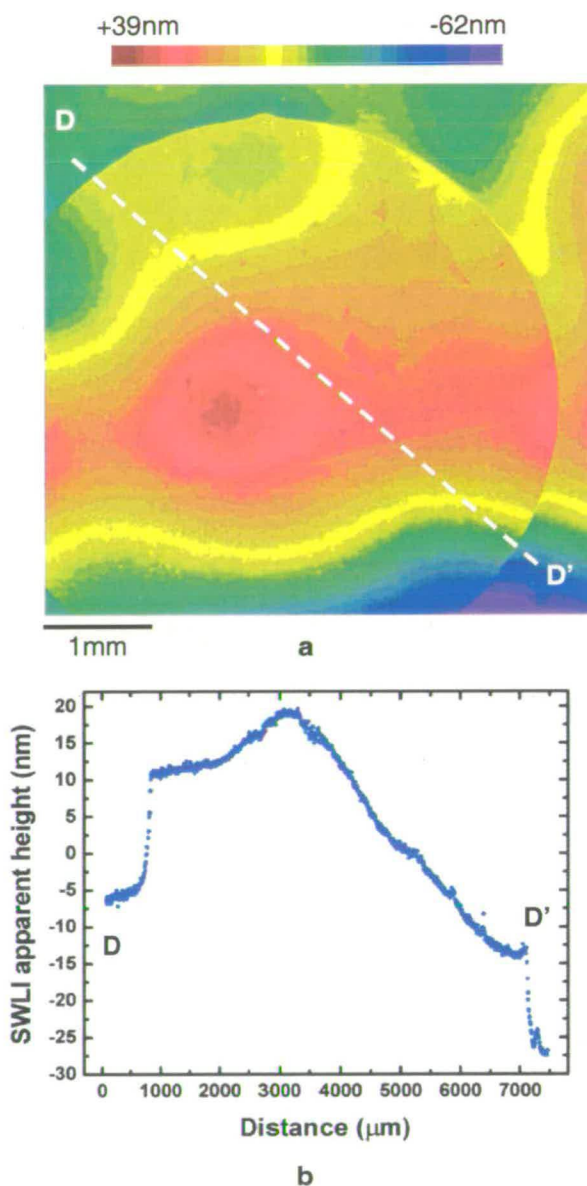 +39nm -62nm
D
D'
1mm
a
SWLI apparent height (nm)
20
15
10
5
0
-5
-10
-15
-20
-25
-30
D
D'
0 1000 2000 3000 4000 5000 6000 7000
Distance (μm)
b